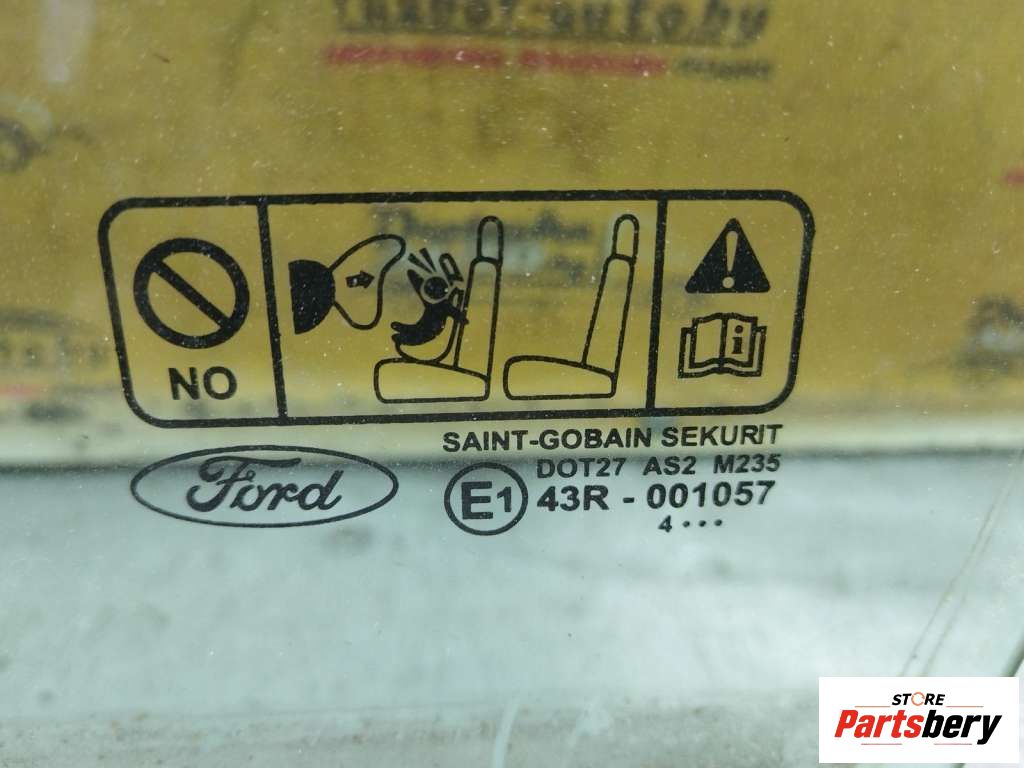 NO
i
SAINT-GOBAIN SEKURIT
Ford
DOT27 AS2 M235
E1
43R - 001057
4 •••
STORE
Partsbery